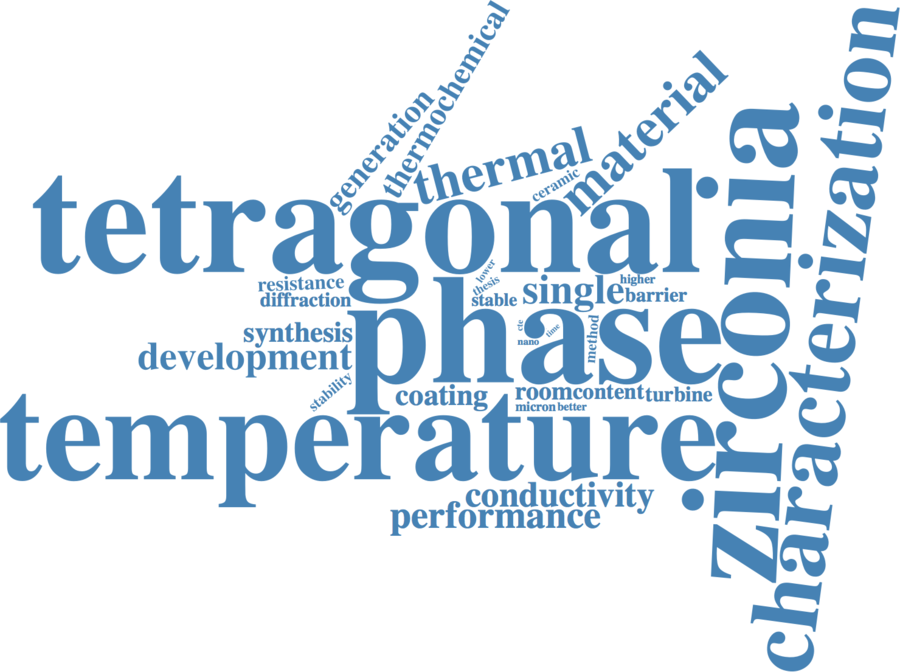 generation
thermochemical
thermal
ceramic
material
tetragonal
zirconia
characterization
resistance
diffraction
lower
thesis
stable
single
higher
barrier
phase
synthesis
development
cte
nano
time
method
stability
coating
room
content
turbine
micron
better
temperature
conductivity
performance